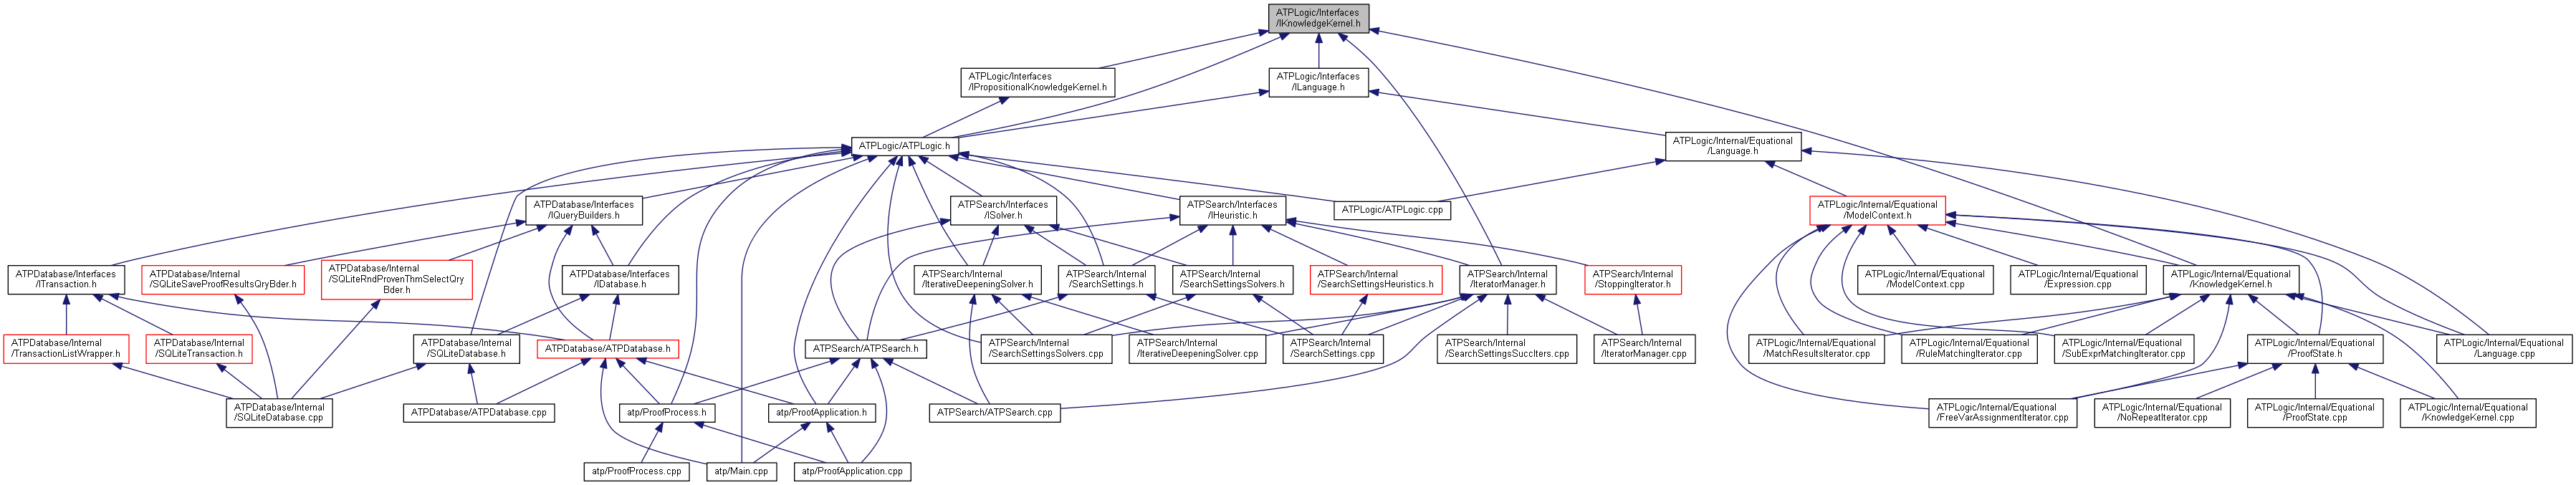 ATPLogic/Interfaces
/IKnowledgeKernel.h
ATPLogic/Interfaces
/IPropositionalKnowledgeKernel.h
ATPLogic/Interfaces
/ILanguage.h
ATPLogic/ATPLogic.h
ATPLogic/Internal/Equational
/Language.h
ATPDatabase/Interfaces
/IQueryBuilders.h
ATPSearch/Interfaces
/ISolver.h
ATPSearch/Interfaces
/IHeuristic.h
ATPLogic/ATPLogic.cpp
ATPLogic/Internal/Equational
/ModelContext.h
ATPDatabase/Interfaces
/ITransaction.h
ATPDatabase/Internal
/SQLiteSaveProofResultsQryBder.h
ATPDatabase/Internal
/SQLiteRndProvenThmSelectQry
Bder.h
ATPDatabase/Interfaces
/IDatabase.h
ATPSearch/Internal
/IterativeDeepeningSolver.h
ATPSearch/Internal
/SearchSettings.h
ATPSearch/Internal
/SearchSettingsSolvers.h
ATPSearch/Internal
/SearchSettingsHeuristics.h
ATPSearch/Internal
/IteratorManager.h
ATPSearch/Internal
/StoppingIterator.h
ATPLogic/Internal/Equational
/ModelContext.cpp
ATPLogic/Internal/Equational
/Expression.cpp
ATPLogic/Internal/Equational
/KnowledgeKernel.h
ATPDatabase/Internal
/TransactionListWrapper.h
ATPDatabase/Internal
/SQLiteTransaction.h
ATPDatabase/Internal
/SQLiteDatabase.h
ATPDatabase/ATPDatabase.h
ATPSearch/ATPSearch.h
ATPSearch/Internal
/SearchSettingsSolvers.cpp
ATPSearch/Internal
/IterativeDeepeningSolver.cpp
ATPSearch/Internal
/SearchSettings.cpp
ATPSearch/Internal
/SearchSettingsSuccIters.cpp
ATPSearch/Internal
/IteratorManager.cpp
ATPLogic/Internal/Equational
/MatchResultsIterator.cpp
ATPLogic/Internal/Equational
/RuleMatchingIterator.cpp
ATPLogic/Internal/Equational
/SubExprMatchingIterator.cpp
ATPLogic/Internal/Equational
/ProofState.h
ATPLogic/Internal/Equational
/Language.cpp
ATPDatabase/Internal
/SQLiteDatabase.cpp
ATPDatabase/ATPDatabase.cpp
atp/ProofProcess.h
atp/ProofApplication.h
ATPSearch/ATPSearch.cpp
ATPLogic/Internal/Equational
/FreeVarAssignmentIterator.cpp
ATPLogic/Internal/Equational
/NoRepeatIterator.cpp
ATPLogic/Internal/Equational
/ProofState.cpp
ATPLogic/Internal/Equational
/KnowledgeKernel.cpp
atp/ProofProcess.cpp
atp/Main.cpp
atp/ProofApplication.cpp